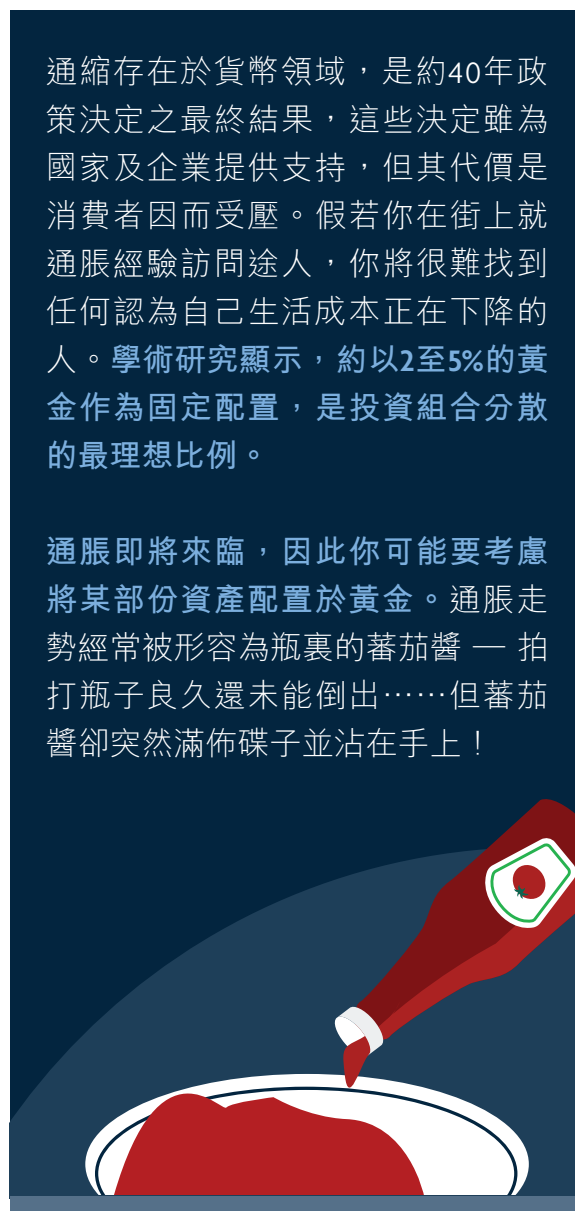 通縮存在於貨幣領域，是約40年政
策決定之最終結果，這些決定雖為
國家及企業提供支持，但其代價是
消費者因而受壓。假若你在街上就
通脹經驗訪問途人，你將很難找到
任何認為自己生活成本正在下降的
人。學術研究顯示，約以2至5%的黃
金作為固定配置，是投資組合分散
的最理想比例。
通脹即將來臨，因此你可能要考慮
將某部份資產配置於黃金。通脹走
勢經常被形容為瓶裏的蕃茄醬 — 拍
打瓶子良久還未能倒出⋯⋯但蕃茄
醬卻突然滿佈碟子並沾在手上！